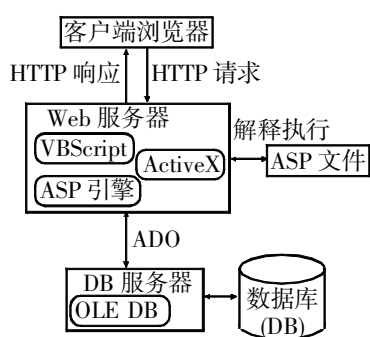 客户端浏览器
HTTP 响应
HTTP 请求
Web 服务器
VBScript
ActiveX
ASP 引擎
解释执行
ASP 文件
ADO
DB 服务器
OLE DB
数据库
(DB)